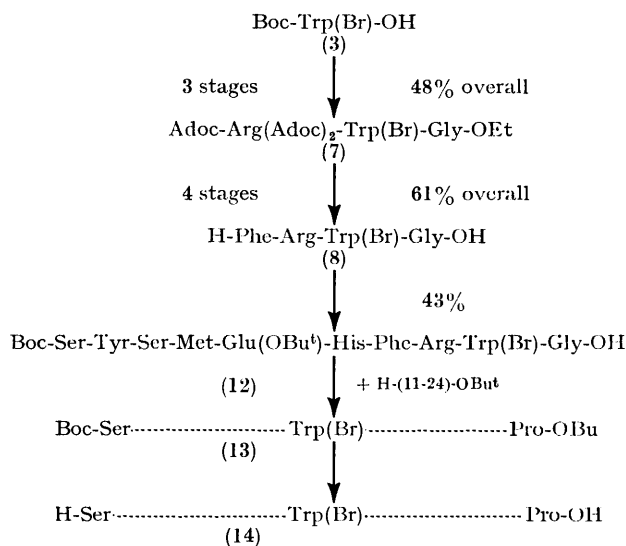 Boc-Trp(Br)-OH
(3)
3 stages 48% overall
Adoc-Arg(Adoc)₂-Trp(Br)-Gly-OEt
(7)
4 stages 61% overall
H-Phe-Arg-Trp(Br)-Gly-OH
(8)
43%
Boc-Ser-Tyr-Ser-Met-Glu(OBuᵗ)-His-Phe-Arg-Trp(Br)-Gly-OH
(12) + H-(11-24)-OBuᵗ
Boc-Ser-----------------Trp(Br)-----------------Pro-OBu
(13)
H-Ser-----------------Trp(Br)-----------------Pro-OH
(14)